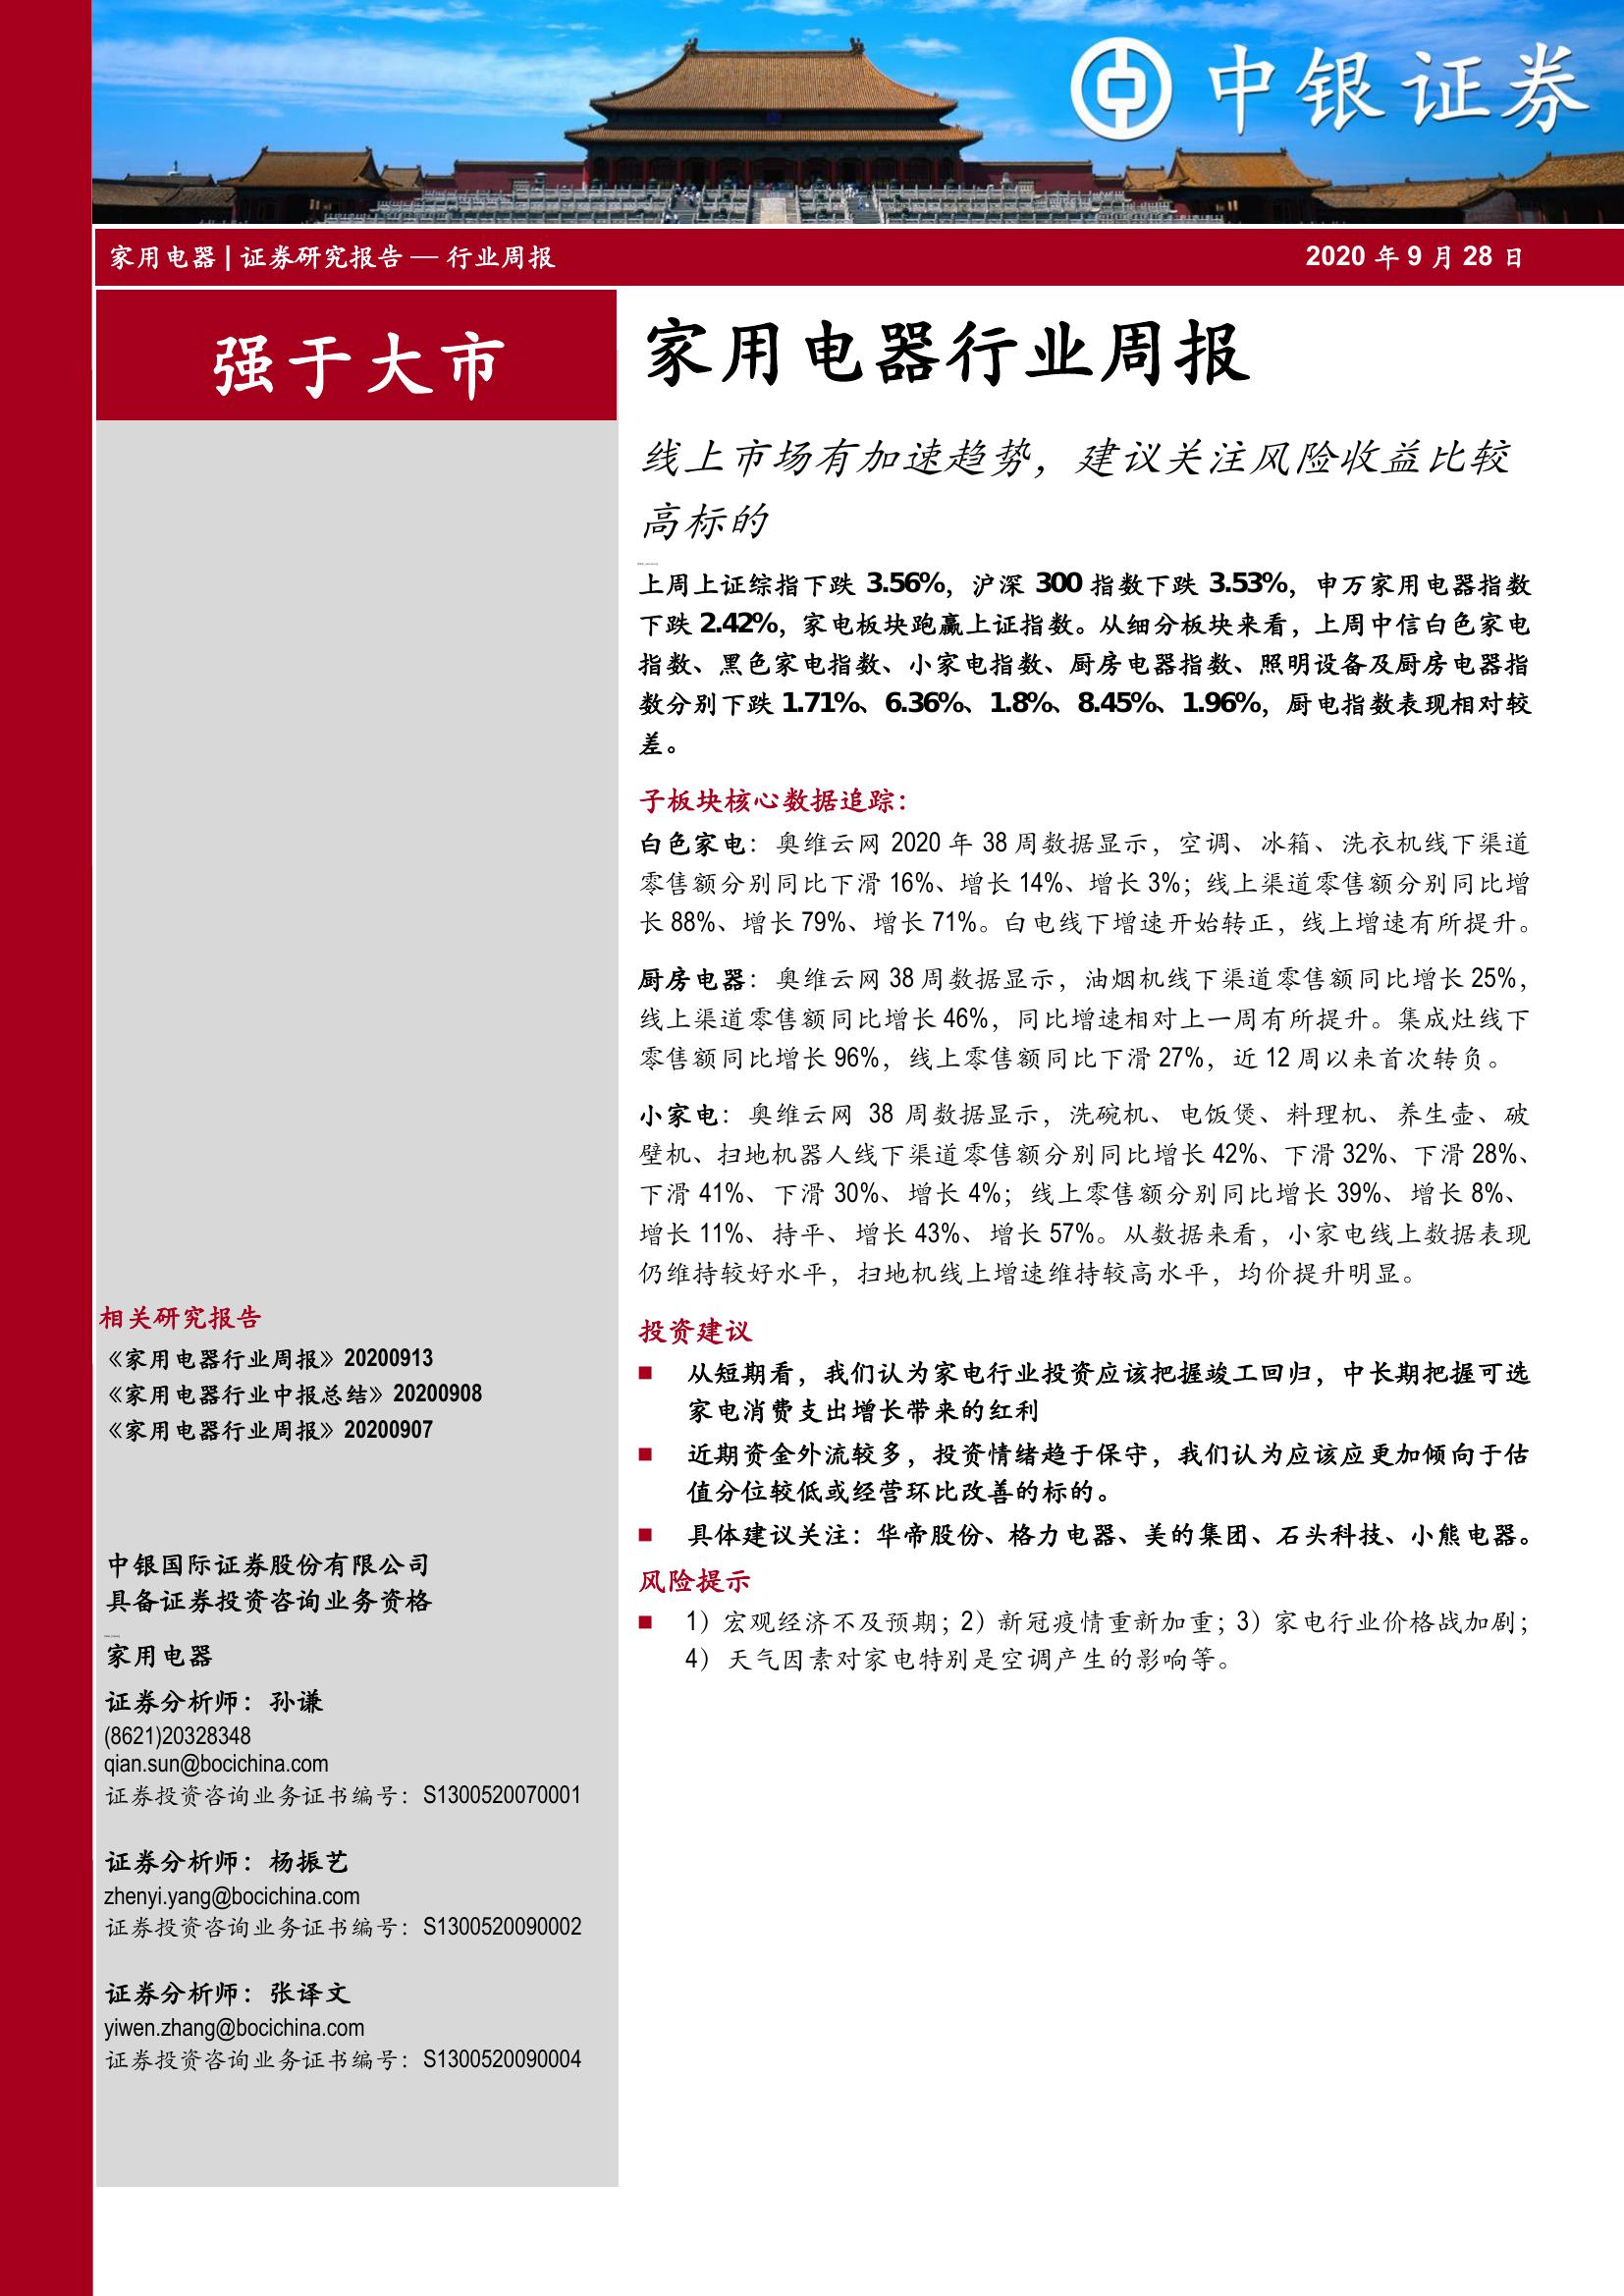 中银证券
家用电器 | 证券研究报告 — 行业周报
2020 年 9 月 28 日
强于大市
家用电器行业周报
线上市场有加速趋势，建议关注风险收益比较
高标的
上周上证综指下跌 3.56%，沪深 300 指数下跌 3.53%，申万家用电器指数
下跌 2.42%，家电板块跑赢上证指数。从细分板块来看，上周中信白色家电
指数、黑色家电指数、小家电指数、厨房电器指数、照明设备及厨房电器指
数分别下跌 1.71%、6.36%、1.8%、8.45%、1.96%，厨电指数表现相对较
差。
子板块核心数据追踪：
白色家电：奥维云网 2020 年 38 周数据显示，空调、冰箱、洗衣机线下渠道
零售额分别同比下滑 16%、增长 14%、增长 3%；线上渠道零售额分别同比增
长 88%、增长 79%、增长 71%。白电线下增速开始转正，线上增速有所提升。
厨房电器：奥维云网 38 周数据显示，油烟机线下渠道零售额同比增长 25%，
线上渠道零售额同比增长 46%，同比增速相对上一周有所提升。集成灶线下
零售额同比增长 96%，线上零售额同比下滑 27%，近 12 周以来首次转负。
小家电：奥维云网 38 周数据显示，洗碗机、电饭煲、料理机、养生壶、破
壁机、扫地机器人线下渠道零售额分别同比增长 42%、下滑 32%、下滑 28%、
下滑 41%、下滑 30%、增长 4%；线上零售额分别同比增长 39%、增长 8%、
增长 11%、持平、增长 43%、增长 57%。从数据来看，小家电线上数据表现
仍维持较好水平，扫地机线上增速维持较高水平，均价提升明显。
投资建议
■ 从短期看，我们认为家电行业投资应该把握竣工回归，中长期把握可选
家电消费支出增长带来的红利
■ 近期资金外流较多，投资情绪趋于保守，我们认为应该应更加倾向于估
值分位较低或经营环比改善的标的。
■ 具体建议关注：华帝股份、格力电器、美的集团、石头科技、小熊电器。
风险提示
■ 1）宏观经济不及预期；2）新冠疫情重新加重；3）家电行业价格战加剧；
4）天气因素对家电特别是空调产生的影响等。
相关研究报告
《家用电器行业周报》20200913
《家用电器行业中报总结》20200908
《家用电器行业周报》20200907
中银国际证券股份有限公司
具备证券投资咨询业务资格
家用电器
证券分析师：孙谦
(8621)20328348
qian.sun@bocichina.com
证券投资咨询业务证书编号：S1300520070001
证券分析师：杨振艺
zhenyi.yang@bocichina.com
证券投资咨询业务证书编号：S1300520090002
证券分析师：张译文
yiwen.zhang@bocichina.com
证券投资咨询业务证书编号：S1300520090004